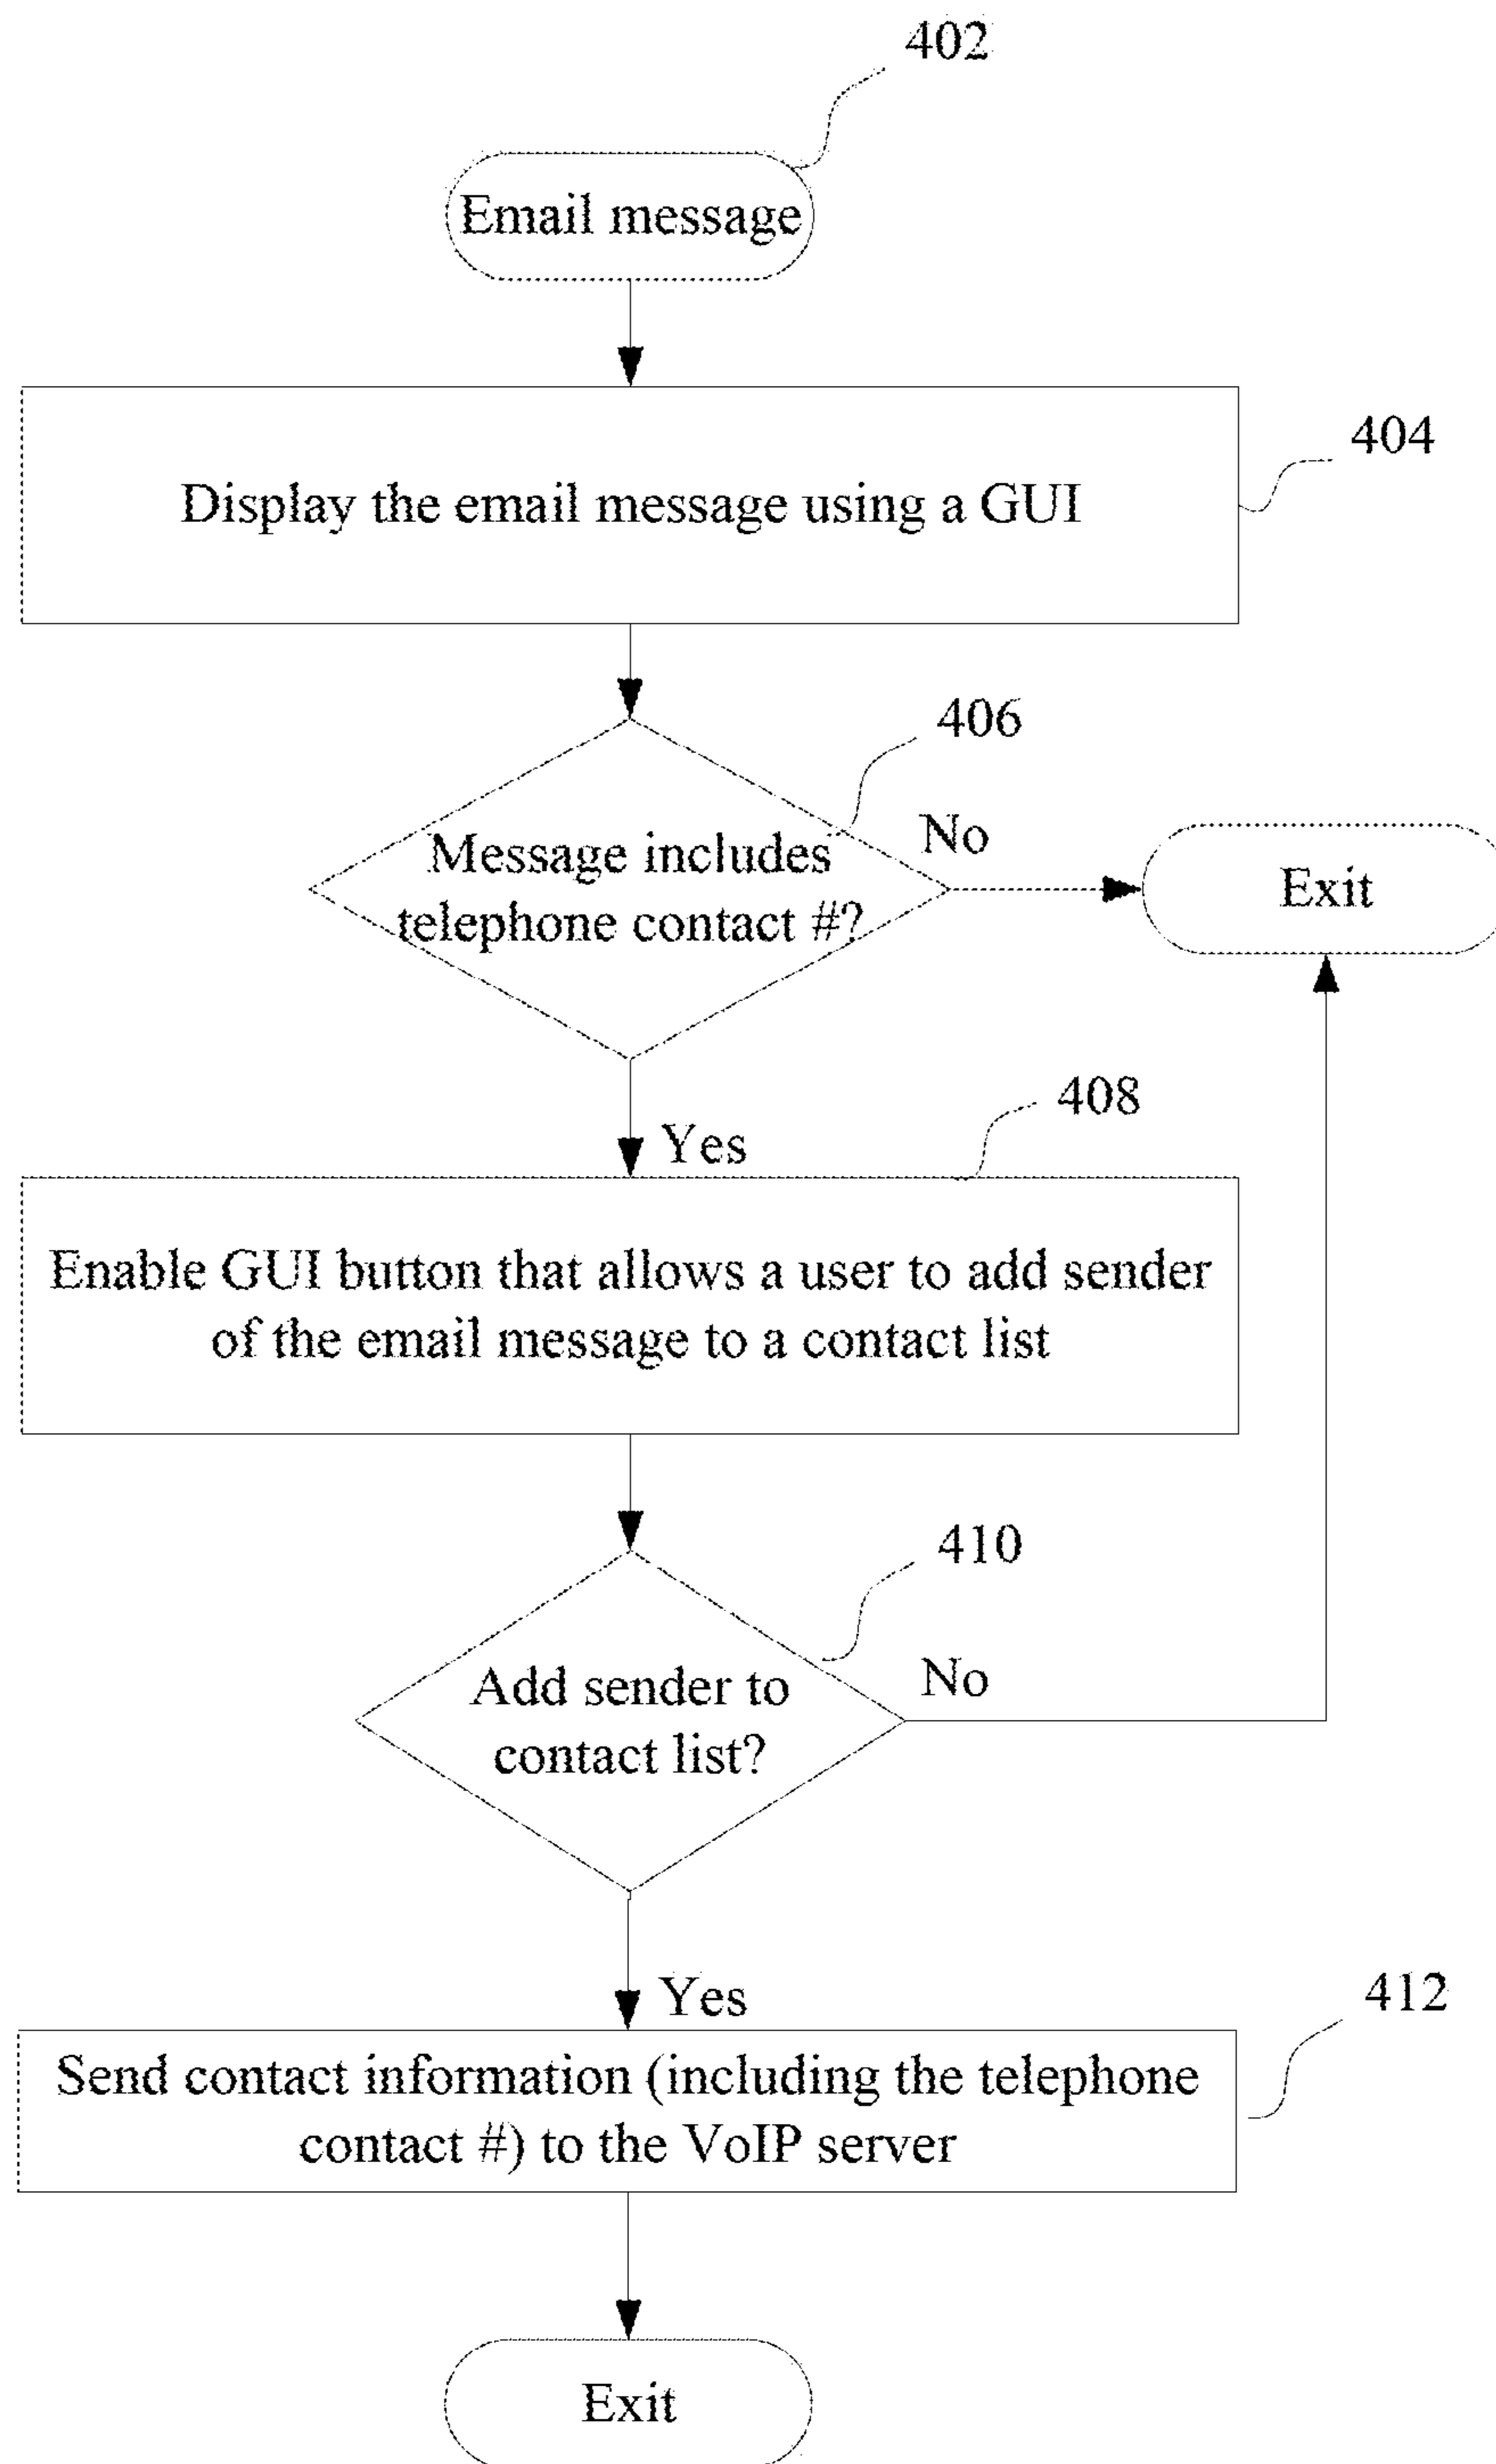 402
Email message
404
Display the email message using a GUI
406
Message includes
telephone contact #?
No
Exit
Yes
408
Enable GUI button that allows a user to add sender
of the email message to a contact list
410
Add sender to
contact list?
No
Yes
412
Send contact information (including the telephone
contact #) to the VoIP server
Exit